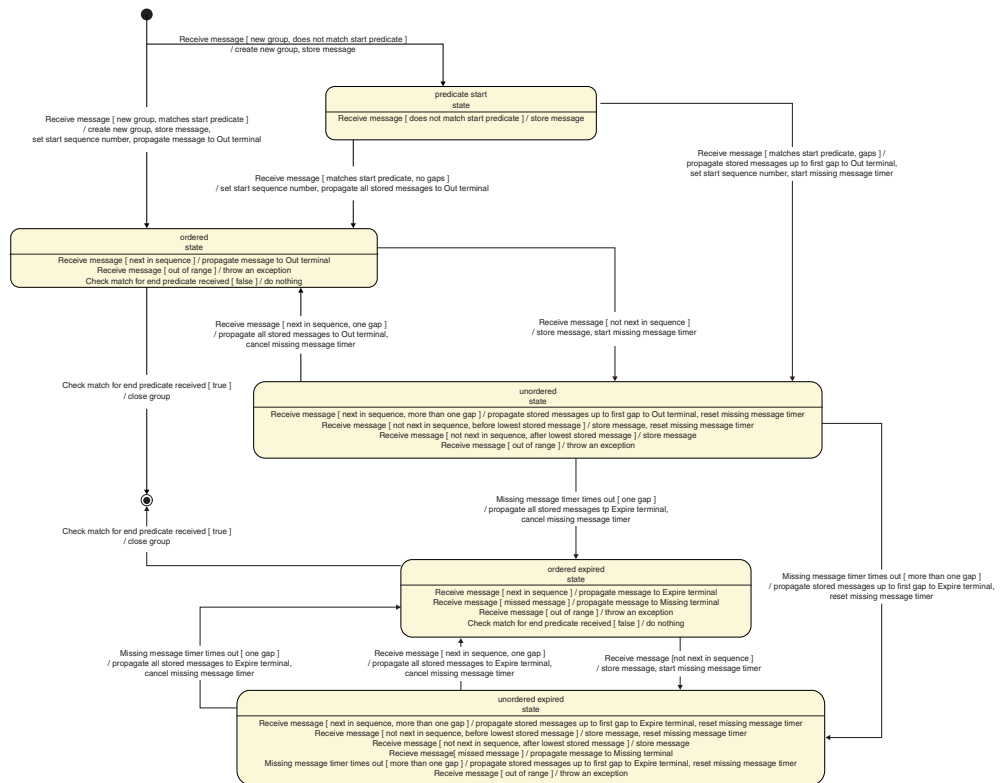 Receive message [ new group, does not match start predicate ]
/ create new group, store message
predicate start
state
Receive message [ does not match start predicate ] / store message
Receive message [ new group, matches start predicate ]
/ create new group, store message,
set start sequence number, propagate message to Out terminal
Receive message [ matches start predicate, gaps ] /
propagate stored messages up to first gap to Out terminal,
set start sequence number, start missing message timer
Receive message [ matches start predicate, no gaps ]
/ set start sequence number, propagate all stored messages to Out terminal
ordered
state
Receive message [ next in sequence ] / propagate message to Out terminal
Receive message [ out of range ] / throw an exception
Check match for end predicate received [ false ] / do nothing
Receive message [ next in sequence, one gap ]
/ propagate all stored messages to Out terminal,
cancel missing message timer
Receive message [ not next in sequence ]
/ store message, start missing message timer
Check match for end predicate received [ true ]
/ close group
unordered
state
Receive message [ next in sequence, more than one gap ] / propagate stored messages up to first gap to Out terminal, reset missing message timer
Receive message [ not next in sequence, before lowest stored message ] / store message, reset missing message timer
Receive message [ not next in sequence, after lowest stored message ] / store message
Receive message [ out of range ] / throw an exception
Missing message timer times out [ one gap ]
/ propagate all stored messages tp Expire terminal,
cancel missing message timer
Check match for end predicate received [ true ]
/ close group
ordered expired
state
Receive message [ next in sequence ] / propagate message to Expire terminal
Receive message [ missed message ] / propagate message to Missing terminal
Receive message [ out of range ] / throw an exception
Check match for end predicate received [ false ] / do nothing
Missing message timer times out [ more than one gap ]
/ propagate stored messages up to first gap to Expire terminal,
reset missing message timer
Missing message timer times out [ one gap ]
/ propagate all stored messages to Expire terminal,
cancel missing message timer
Receive message [ next in sequence, one gap ]
/ propagate all stored messages to Expire terminal,
cancel missing message timer
Receive message [not next in sequence ]
/ store message, start missing message timer
unordered expired
state
Receive message [ next in sequence, more than one gap ] / propagate stored messages up to first gap to Expire terminal, reset missing message timer
Receive message [ not next in sequence, before lowest stored message ] / store message, reset missing message timer
Receive message [ not next in sequence, after lowest stored message ] / store message
Recieve message[ missed message ] / propagate message to Missing terminal
Missing message timer times out [ more than one gap ] / propagate stored messages up to first gap to Expire terminal, reset missing message timer
Receive message [ out of range ] / throw an exception